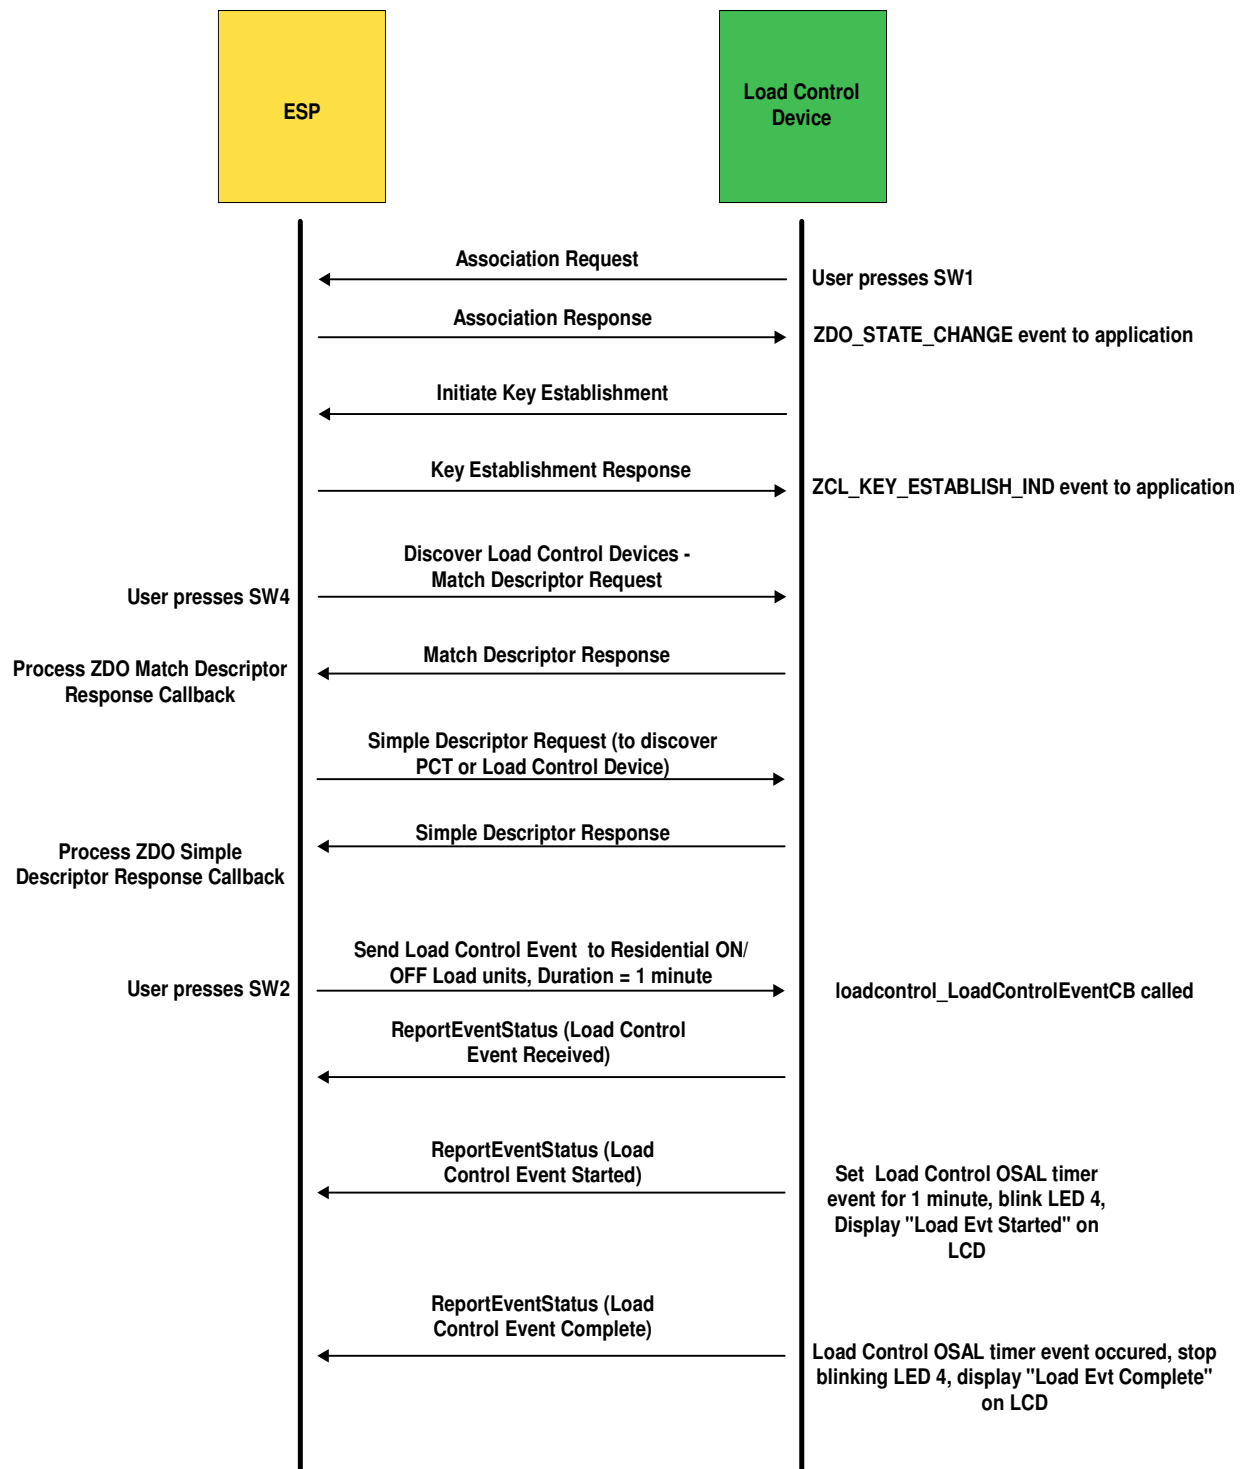 ESP
Load Control
Device
Association Request
User presses SW1
Association Response
ZDO_STATE_CHANGE event to application
Initiate Key Establishment
Key Establishment Response
ZCL_KEY_ESTABLISH_IND event to application
Discover Load Control Devices -
Match Descriptor Request
User presses SW4
Match Descriptor Response
Process ZDO Match Descriptor
Response Callback
Simple Descriptor Request (to discover
PCT or Load Control Device)
Simple Descriptor Response
Process ZDO Simple
Descriptor Response Callback
Send Load Control Event to Residential ON/
OFF Load units, Duration = 1 minute
User presses SW2
loadcontrol_LoadControlEventCB called
ReportEventStatus (Load Control
Event Received)
ReportEventStatus (Load
Control Event Started)
Set Load Control OSAL timer
event for 1 minute, blink LED 4,
Display "Load Evt Started" on
LCD
ReportEventStatus (Load
Control Event Complete)
Load Control OSAL timer event occured, stop
blinking LED 4, display "Load Evt Complete"
on LCD